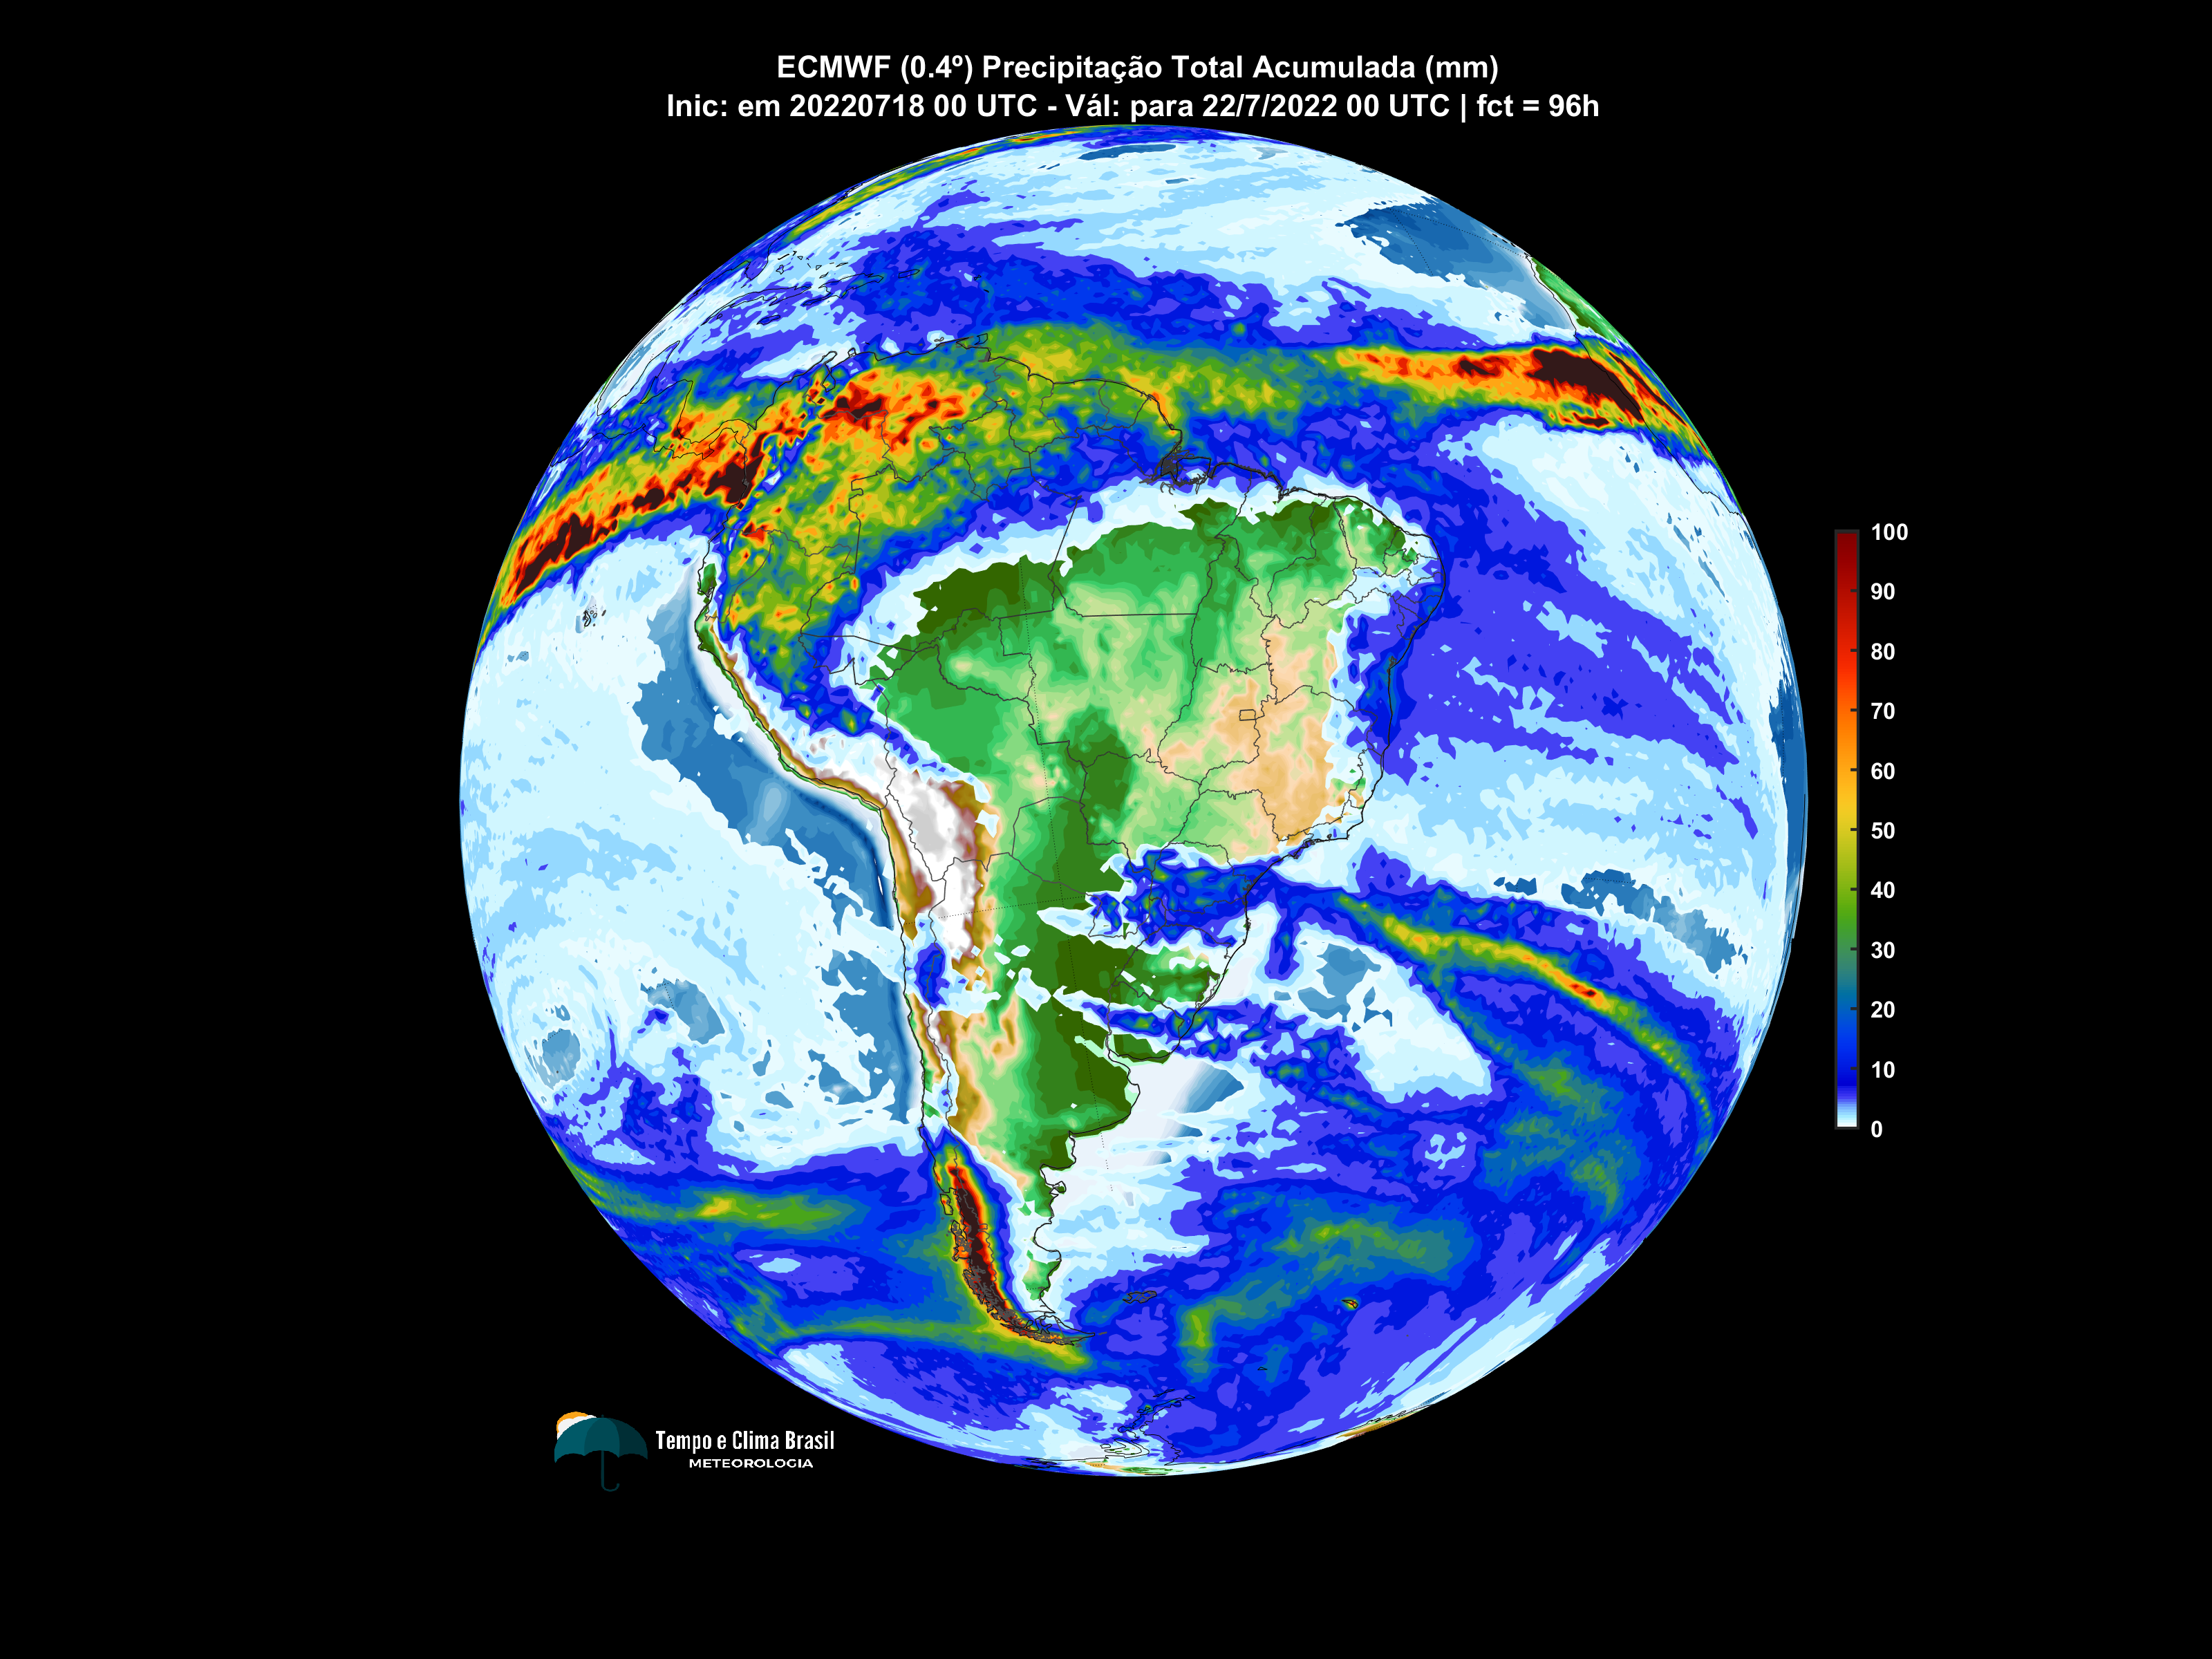 ECMWF (0.4º) Precipitação Total Acumulada (mm)
Inic: em 20220718 00 UTC - Vál: para 22/7/2022 00 UTC | fct = 96h
100
90
80
70
60
50
40
30
20
10
0
Tempo e Clima Brasil
METEOROLOGIA